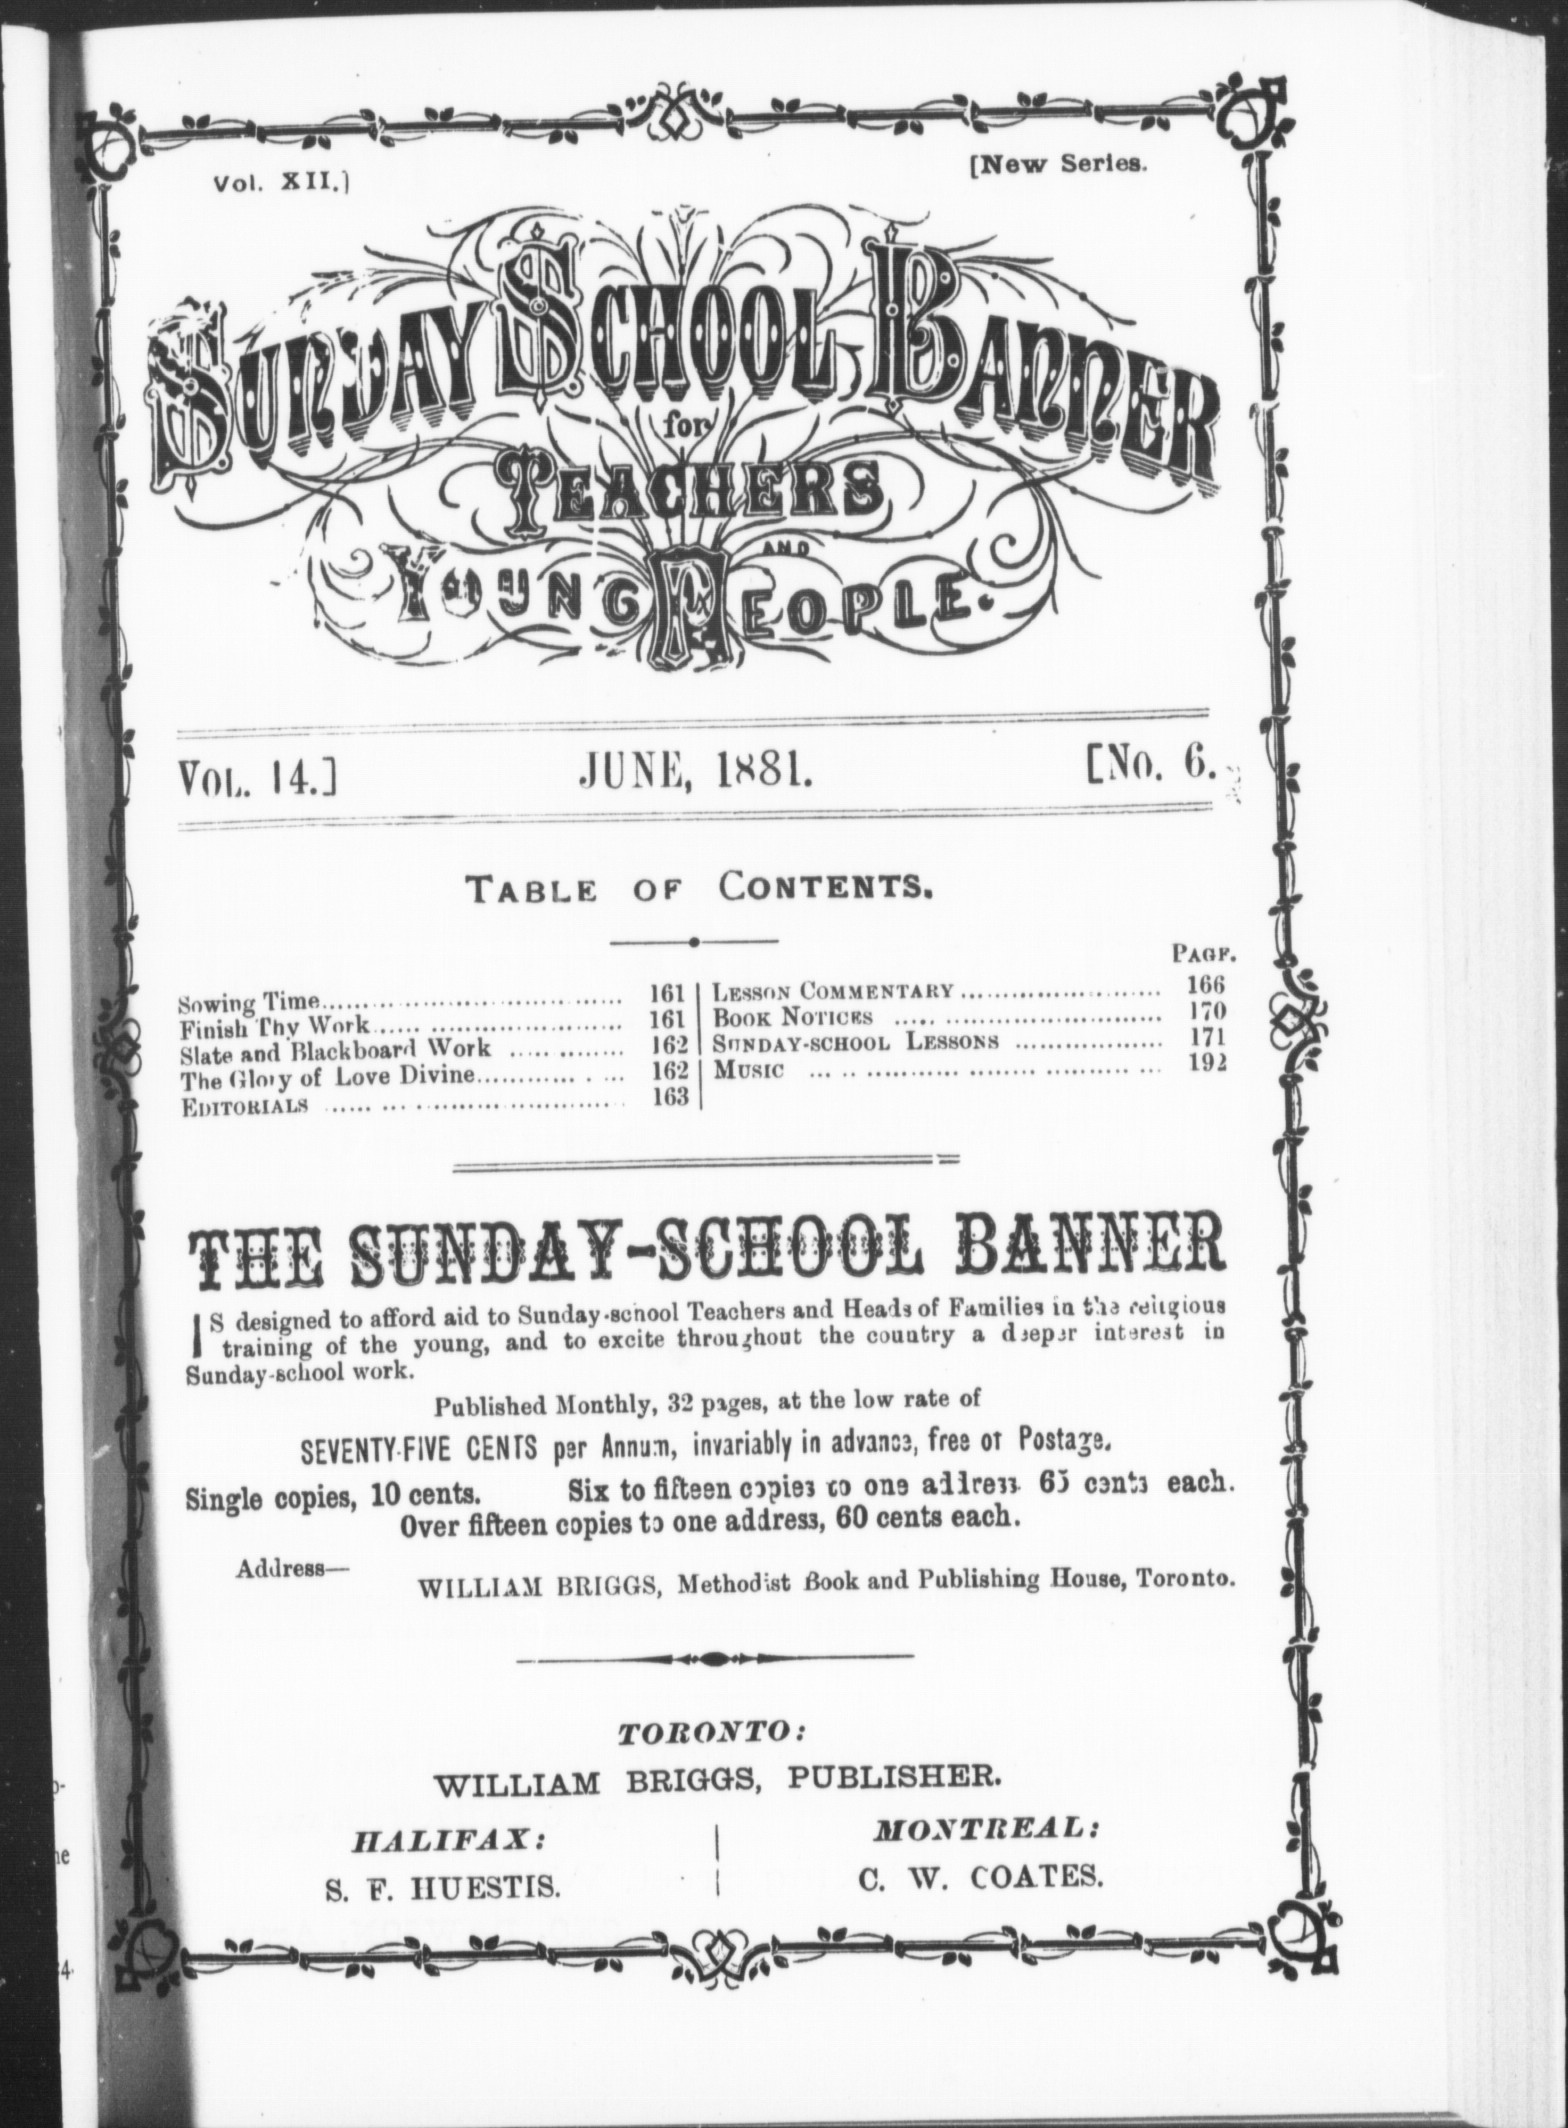 Vol. XII.] [New Series.
SUNDAY SCHOOL BANNER
for
TEACHERS
AND
YOUNG PEOPLE.
VOL. 14.] JUNE, 1881. [No. 6.
TABLE OF CONTENTS.
PAGE.
Sowing Time 161
Finish Thy Work 161
Slate and Blackboard Work 162
The Glory of Love Divine 162
EDITORIALS 163
LESSON COMMENTARY 166
BOOK NOTICES 170
SUNDAY-SCHOOL LESSONS 171
MUSIC 192
THE SUNDAY-SCHOOL BANNER
IS designed to afford aid to Sunday-school Teachers and Heads of Families in the religious
training of the young, and to excite throughout the country a deeper interest in
Sunday-school work.
Published Monthly, 32 pages, at the low rate of
SEVENTY-FIVE CENTS per Annum, invariably in advance, free of Postage.
Single copies, 10 cents. Six to fifteen copies to one address 65 cents each.
Over fifteen copies to one address, 60 cents each.
Address—
WILLIAM BRIGGS, Methodist Book and Publishing House, Toronto.
TORONTO:
WILLIAM BRIGGS, PUBLISHER.
HALIFAX:
S. F. HUESTIS.
MONTREAL:
C. W. COATES.